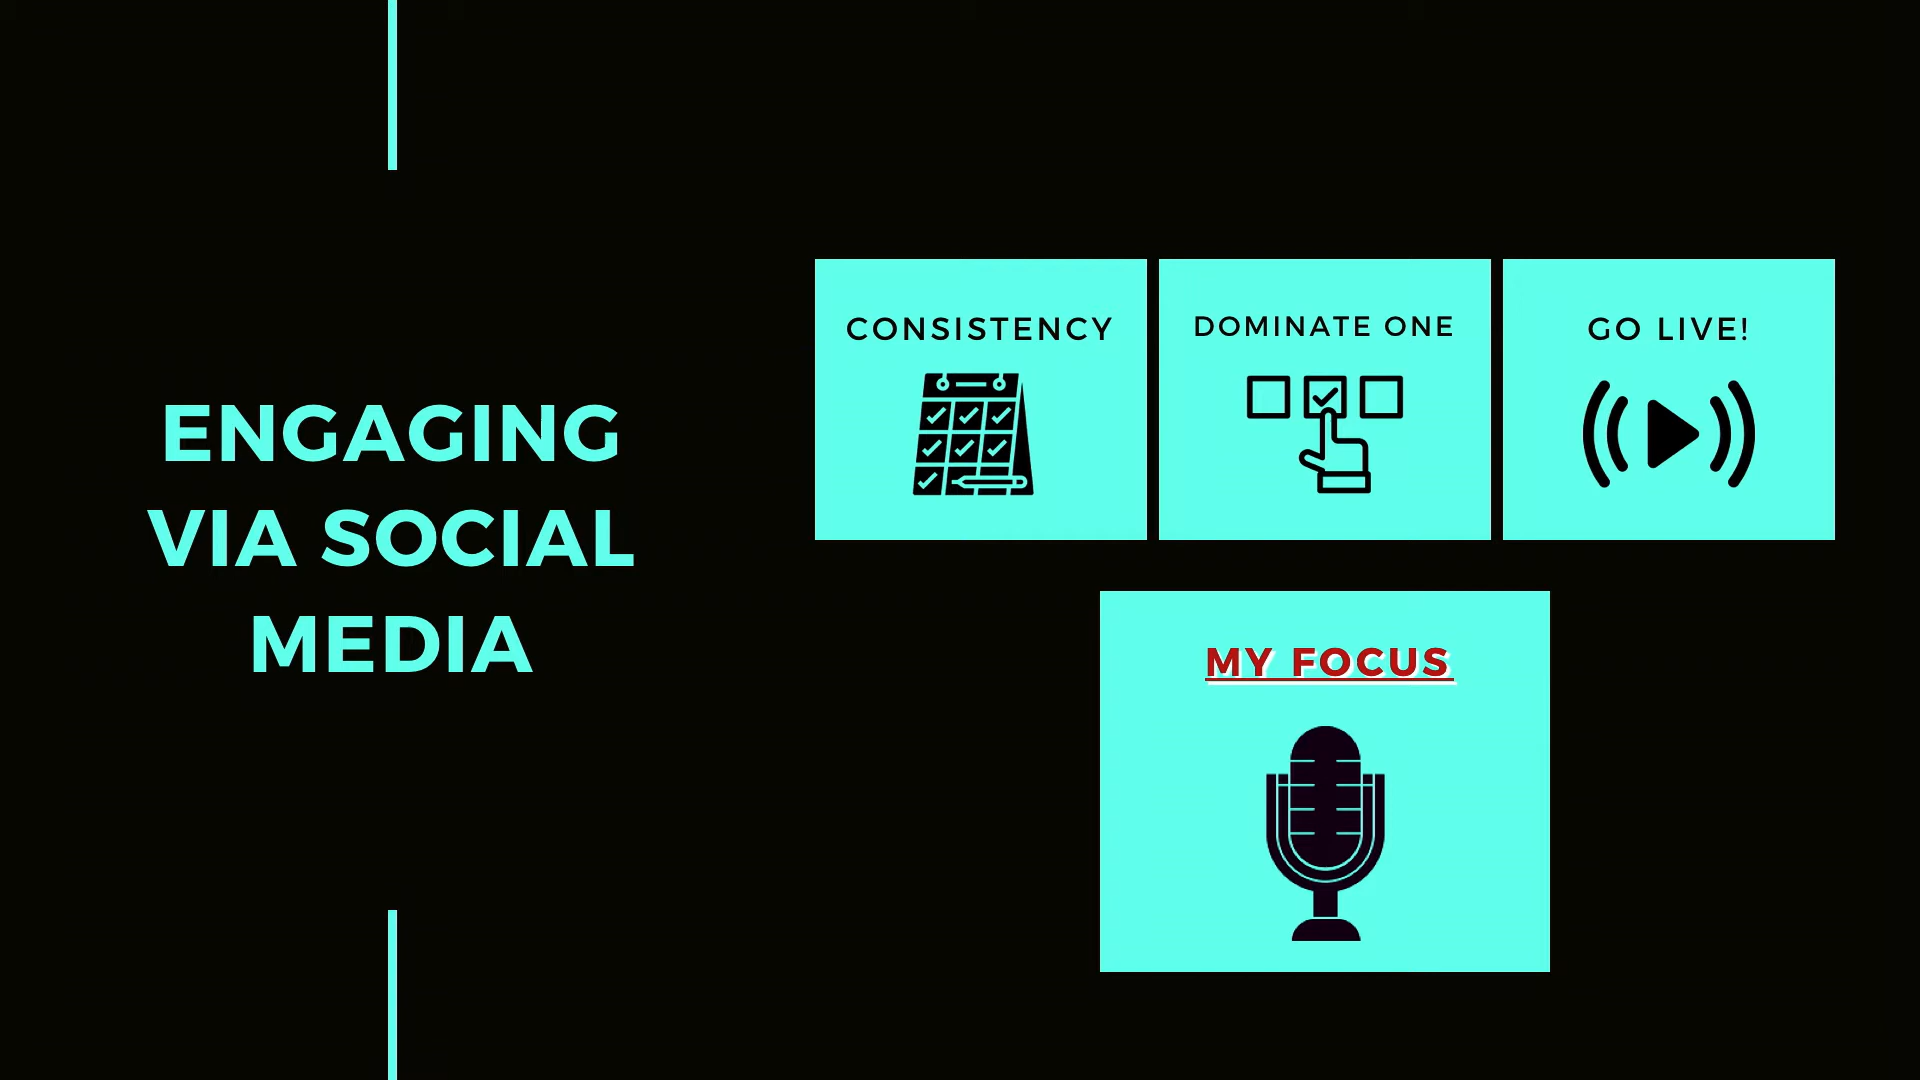 ENGAGING
VIA SOCIAL
MEDIA
CONSISTENCY
DOMINATE ONE
GO LIVE!
MY FOCUS